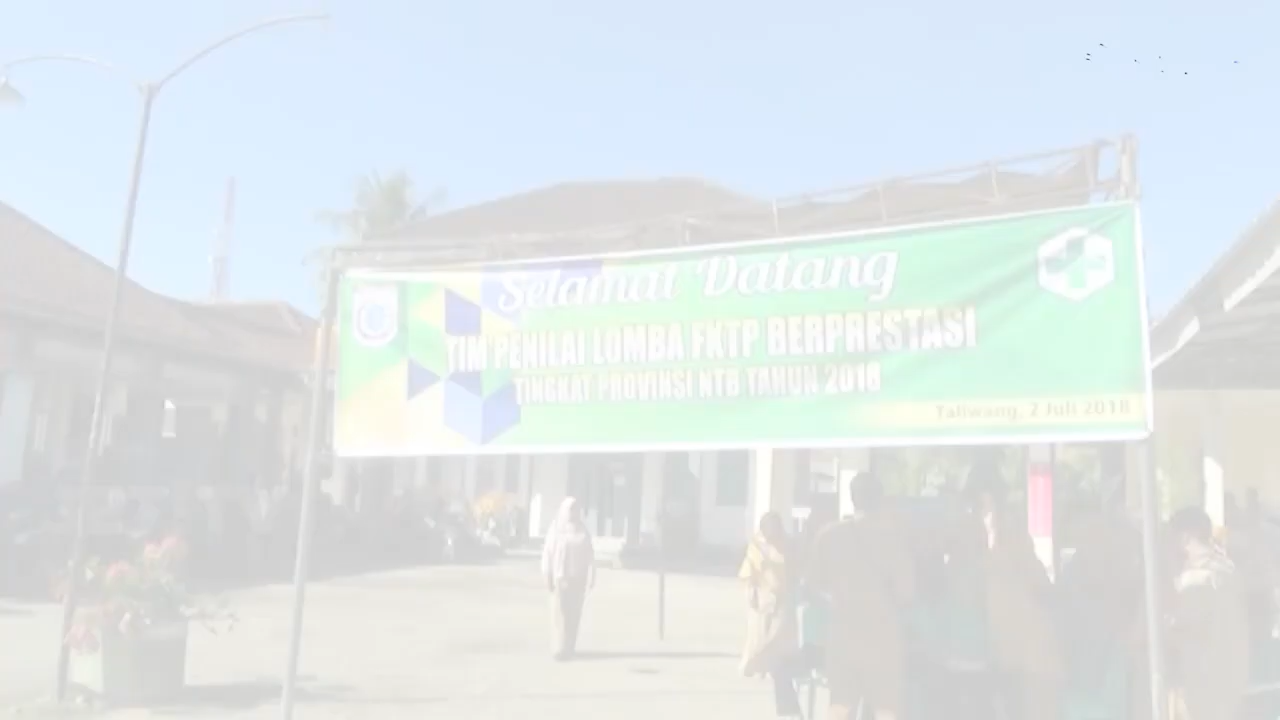 Selamat Datang
TIM PENILAI LOMBA FKTP BERPRESTASI
TINGKAT PROVINSI NTB TAHUN 2018
Taliwang, 2 Juli 2018